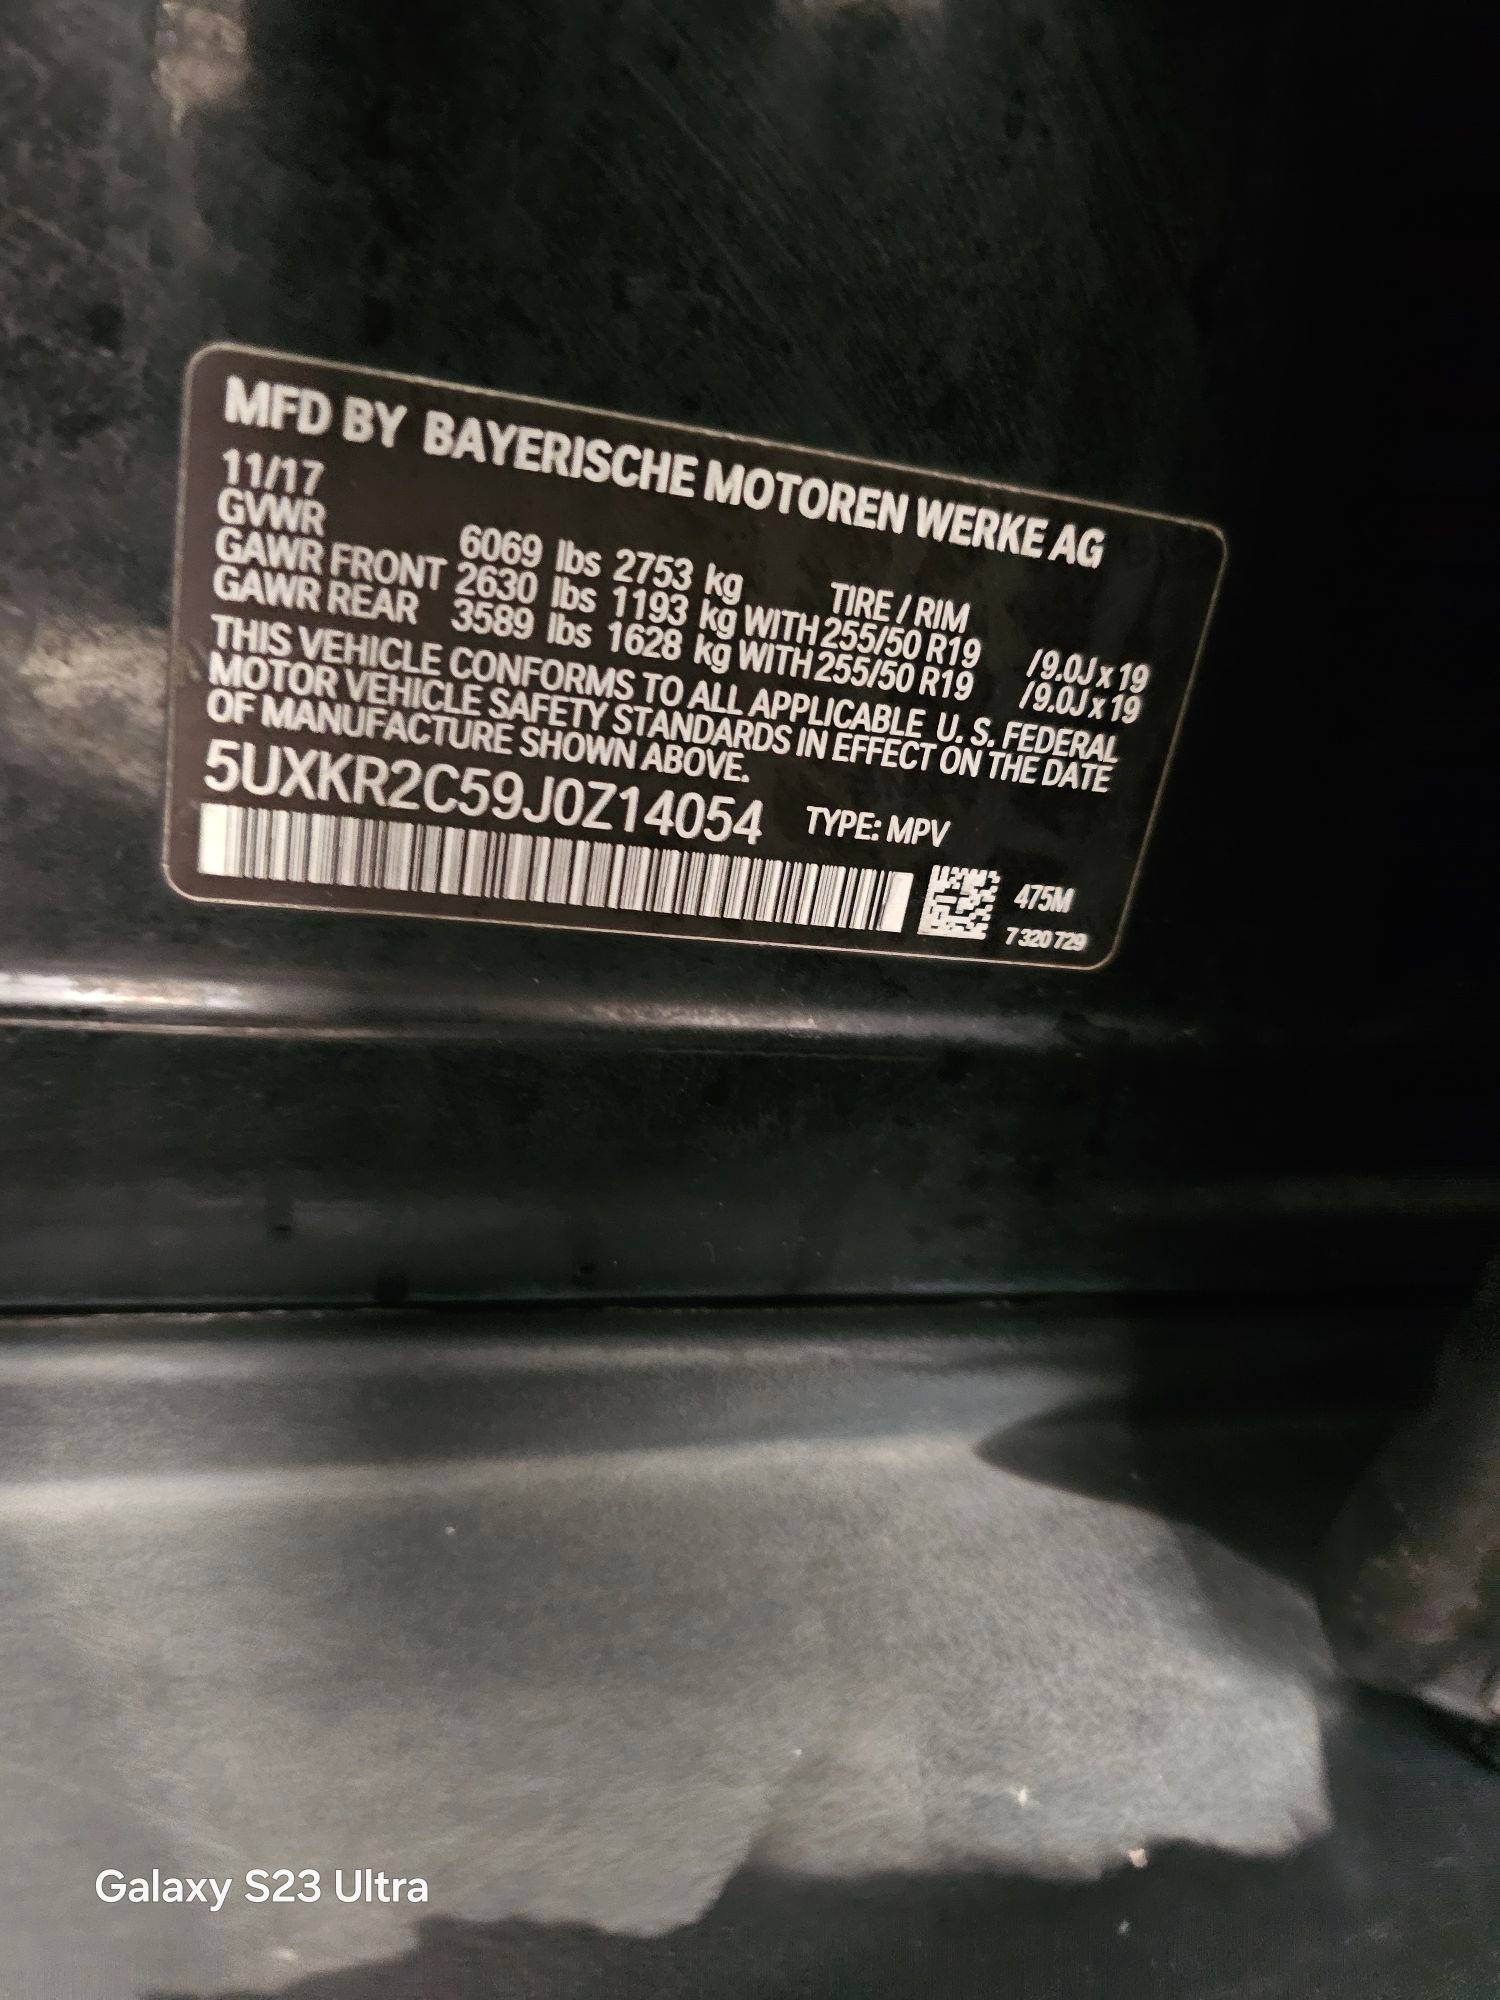 MFD BY BAYERISCHE MOTOREN WERKE AG
11/17
GVWR 6069 lbs 2753 kg TIRE / RIM
GAWR FRONT 2630 lbs 1193 kg WITH 255/50 R19 /9.0J x 19
GAWR REAR 3589 lbs 1628 kg WITH 255/50 R19 /9.0J x 19
THIS VEHICLE CONFORMS TO ALL APPLICABLE U. S. FEDERAL
MOTOR VEHICLE SAFETY STANDARDS IN EFFECT ON THE DATE
OF MANUFACTURE SHOWN ABOVE.
5UXKR2C59J0Z14054 TYPE: MPV
475M
7 320 729
Galaxy S23 Ultra